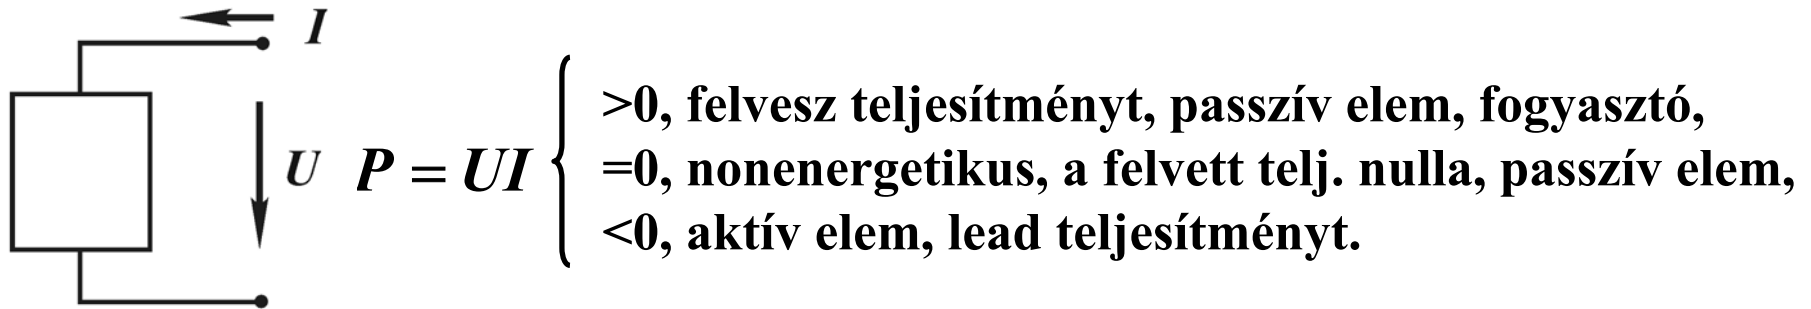 I
U
P = UI
>0, felvesz teljesítményt, passzív elem, fogyasztó,
=0, nonenergetikus, a felvett telj. nulla, passzív elem,
<0, aktív elem, lead teljesítményt.